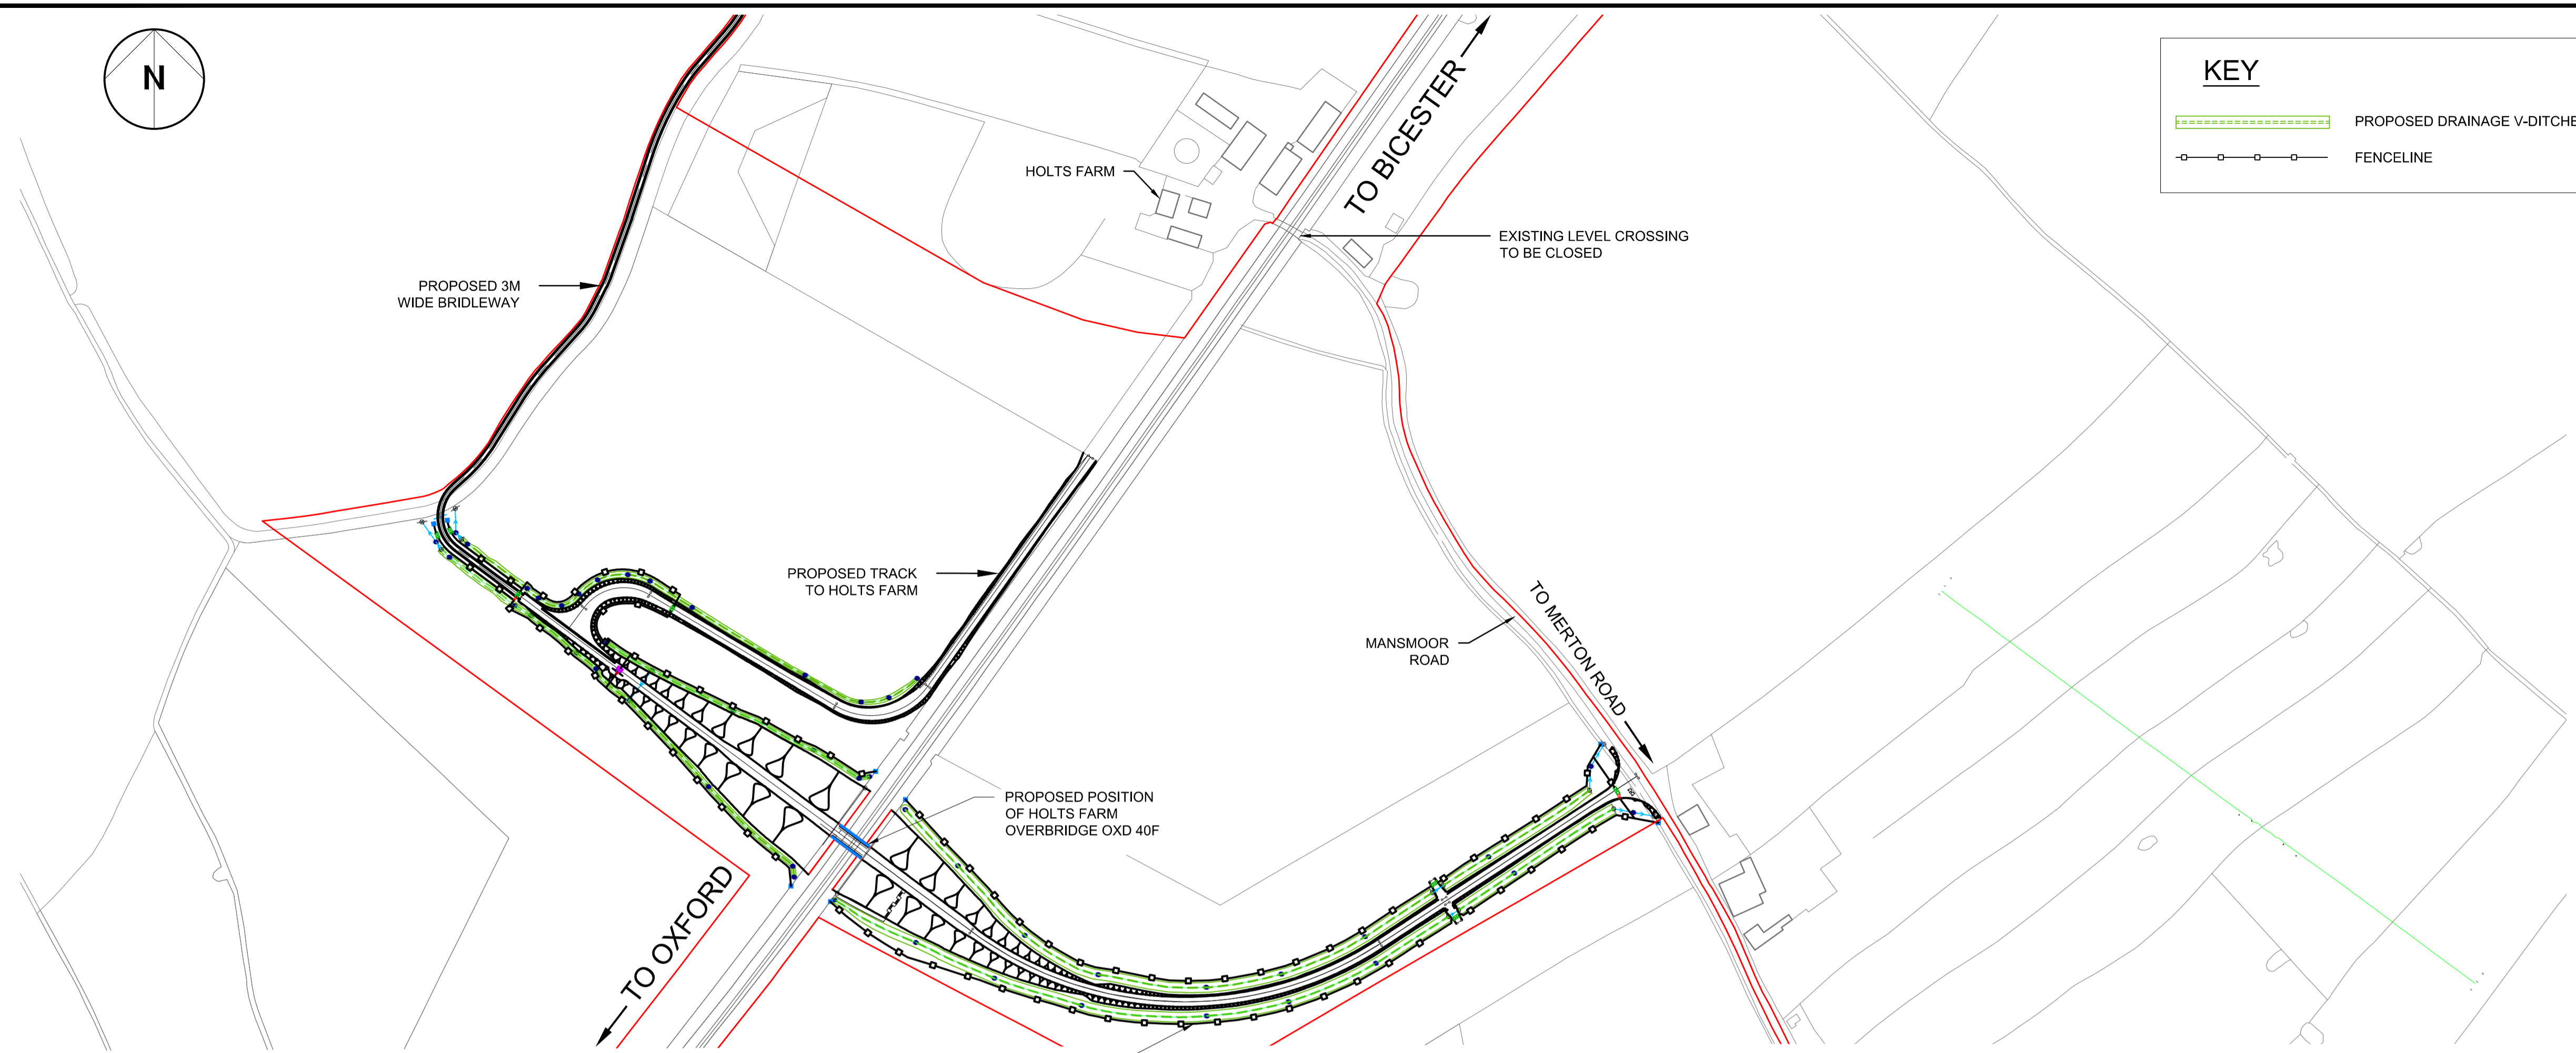 N
KEY
PROPOSED DRAINAGE V-DITCHE
FENCELINE
TO BICESTER
HOLTS FARM
EXISTING LEVEL CROSSING
TO BE CLOSED
PROPOSED 3M
WIDE BRIDLEWAY
PROPOSED TRACK
TO HOLTS FARM
MANSMOOR
ROAD
TO MERTON ROAD
PROPOSED POSITION
OF HOLTS FARM
OVERBRIDGE OXD 40F
TO OXFORD